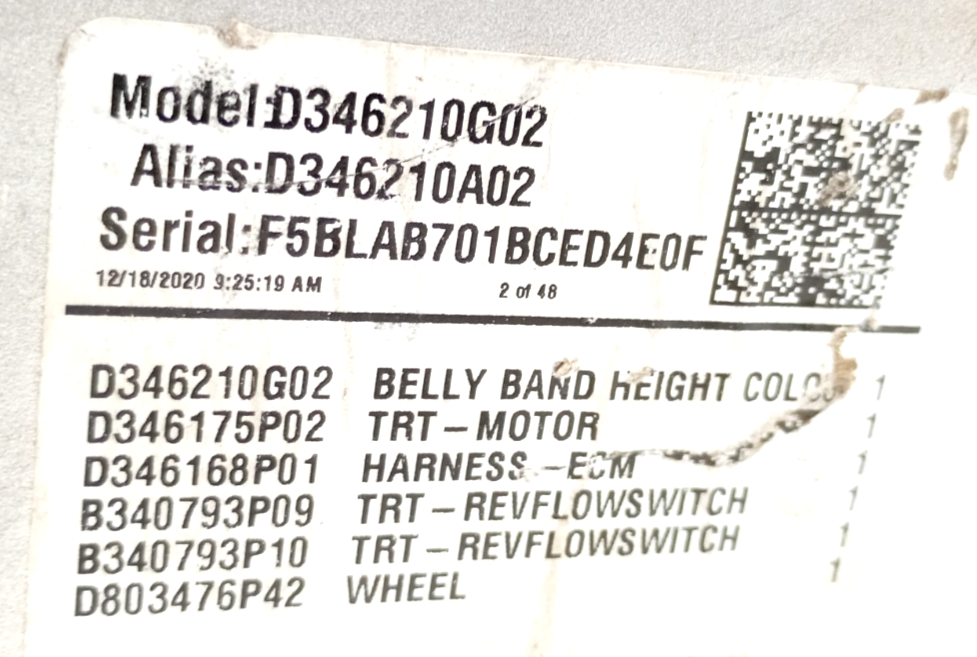 Model:D346210G02
Alias:D346210A02
Serial:F5BLAB701BCED4E0F
12/18/2020 9:25:19 AM 2 of 48
D346210G02 BELLY BAND HEIGHT 1
D346175P02 TRT-MOTOR 1
D346168P01 HARNESS-ECM 1
B340793P09 TRT-REVFLOWSWITCH 1
B340793P10 TRT-REVFLOWSWITCH 1
D803476P42 WHEEL 1